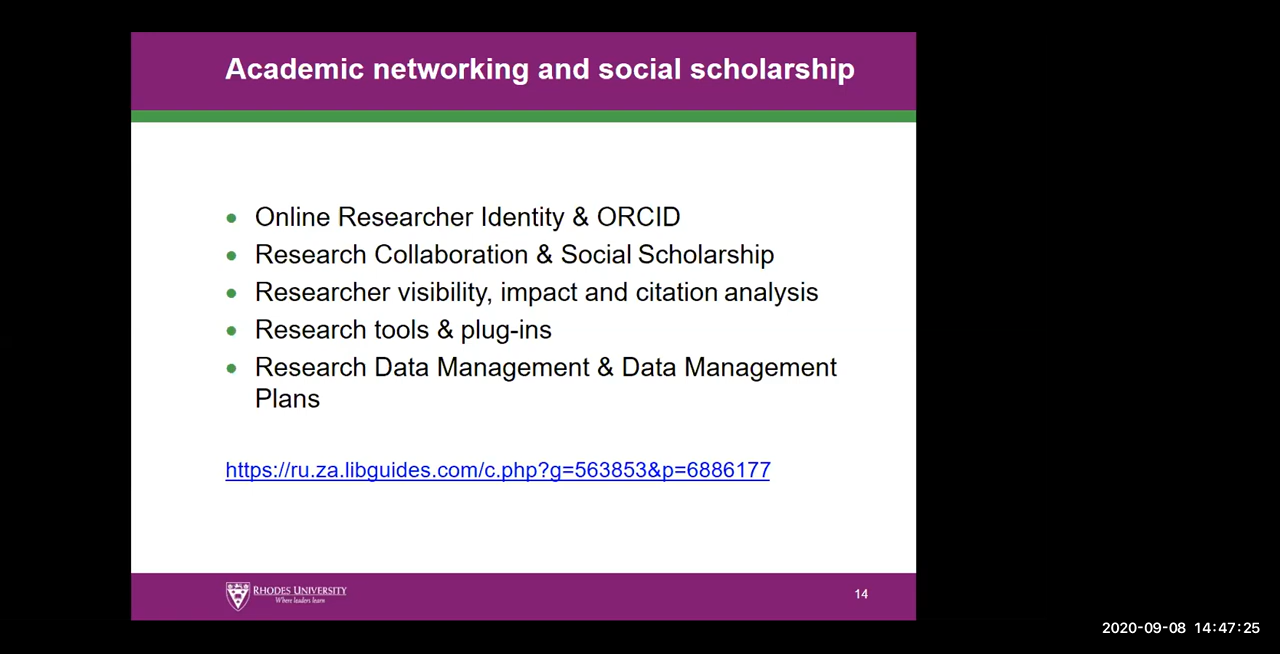 Academic networking and social scholarship
Online Researcher Identity & ORCID
Research Collaboration & Social Scholarship
Researcher visibility, impact and citation analysis
Research tools & plug-ins
Research Data Management & Data Management
Plans
https://ru.za.libguides.com/c.php?g=563853&p=6886177
RHODES UNIVERSITY
Where leaders learn
14
2020-09-08 14:47:25